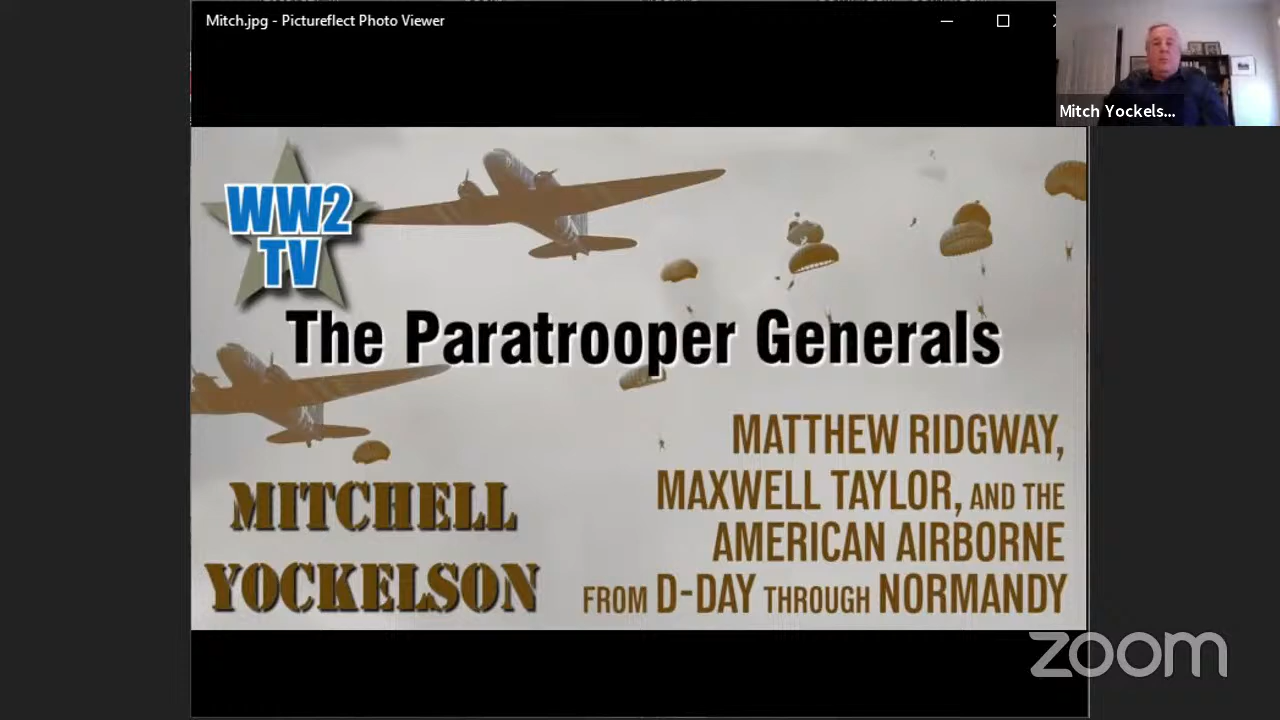 Mitch.jpg - Pictureflect Photo Viewer
Mitch Yockels...
WW2
TV
The Paratrooper Generals
MATTHEW RIDGWAY,
MAXWELL TAYLOR, AND THE
AMERICAN AIRBORNE
FROM D-DAY THROUGH NORMANDY
MITCHELL
YOCKELSON
zoom